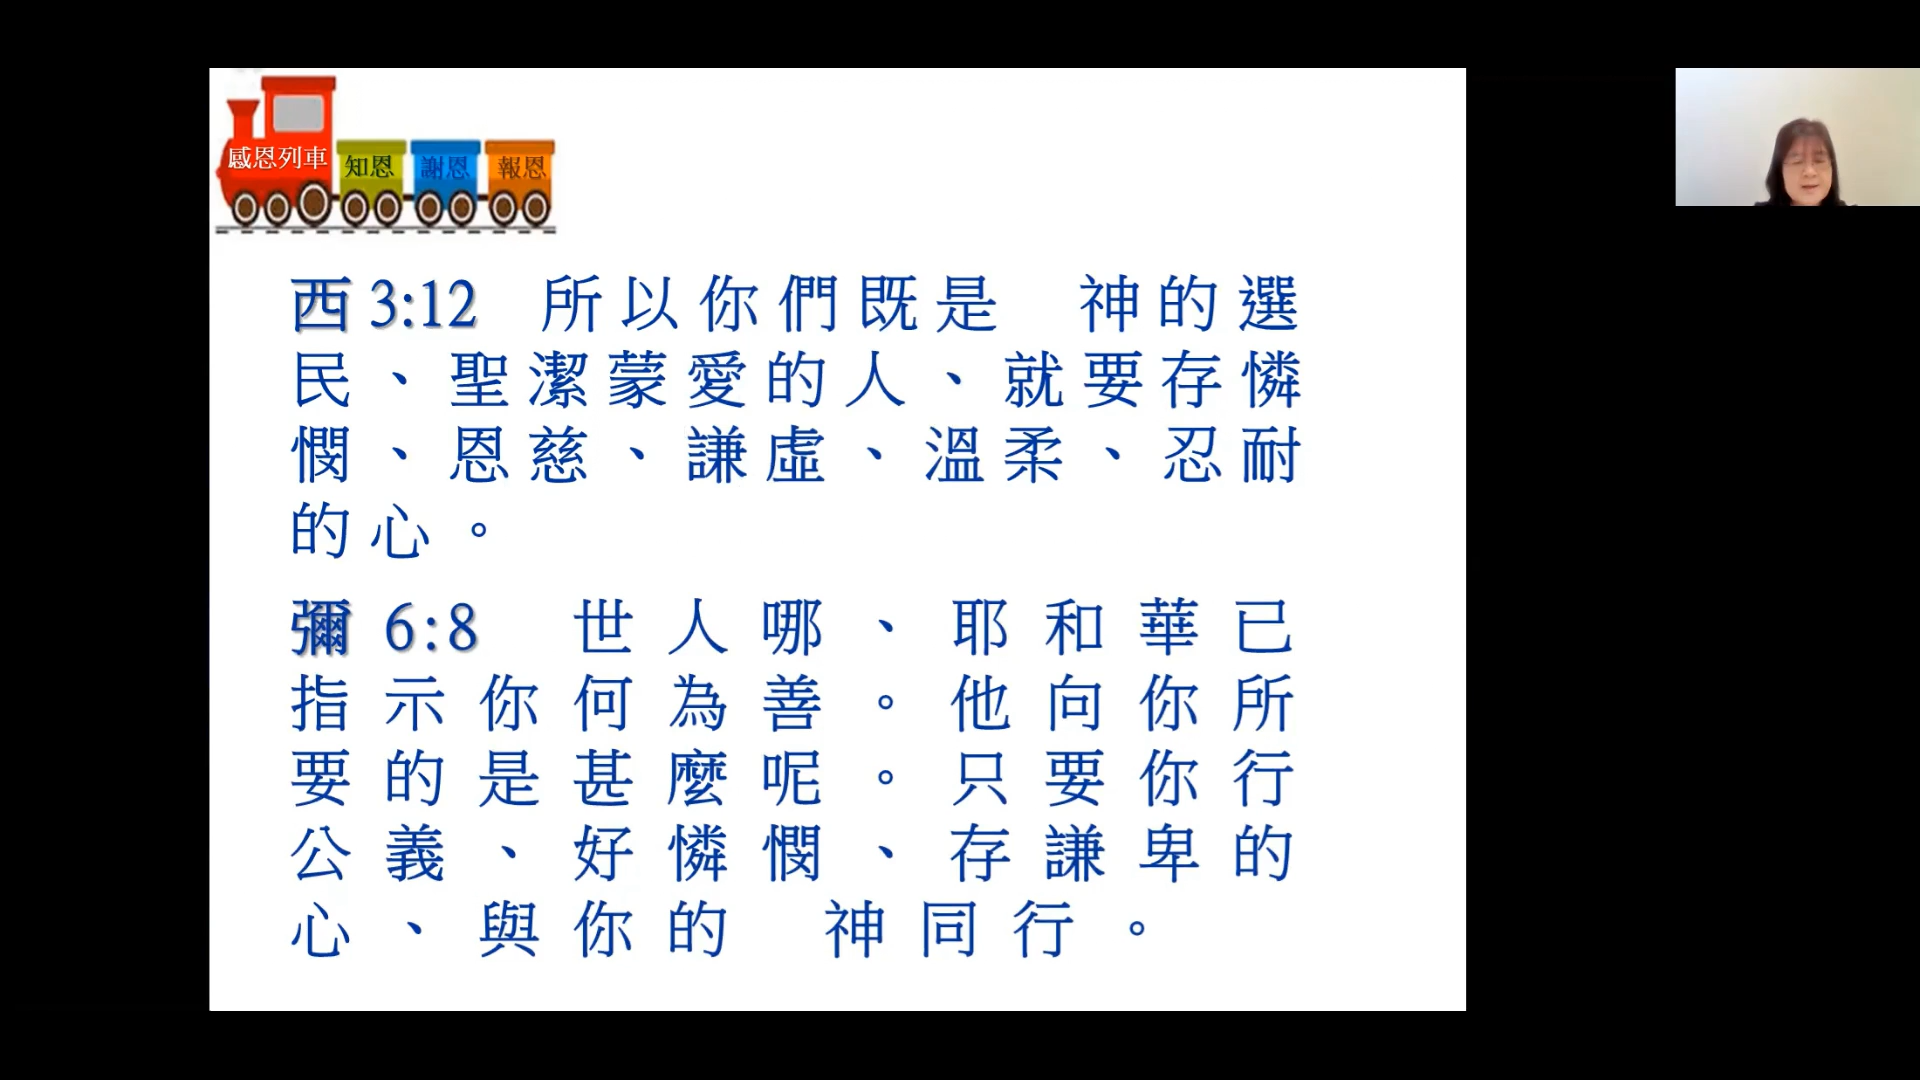 感恩列車 知恩 謝恩 報恩
西3:12 所以你們既是 神的選
民、聖潔蒙愛的人、就要存憐
憫、恩慈、謙虛、溫柔、忍耐
的心。
彌 6:8 世人哪、耶和華已
指示你何為善。他向你所
要的是甚麼呢。只要你行
公義、好憐憫、存謙卑的
心、與你的 神同行。